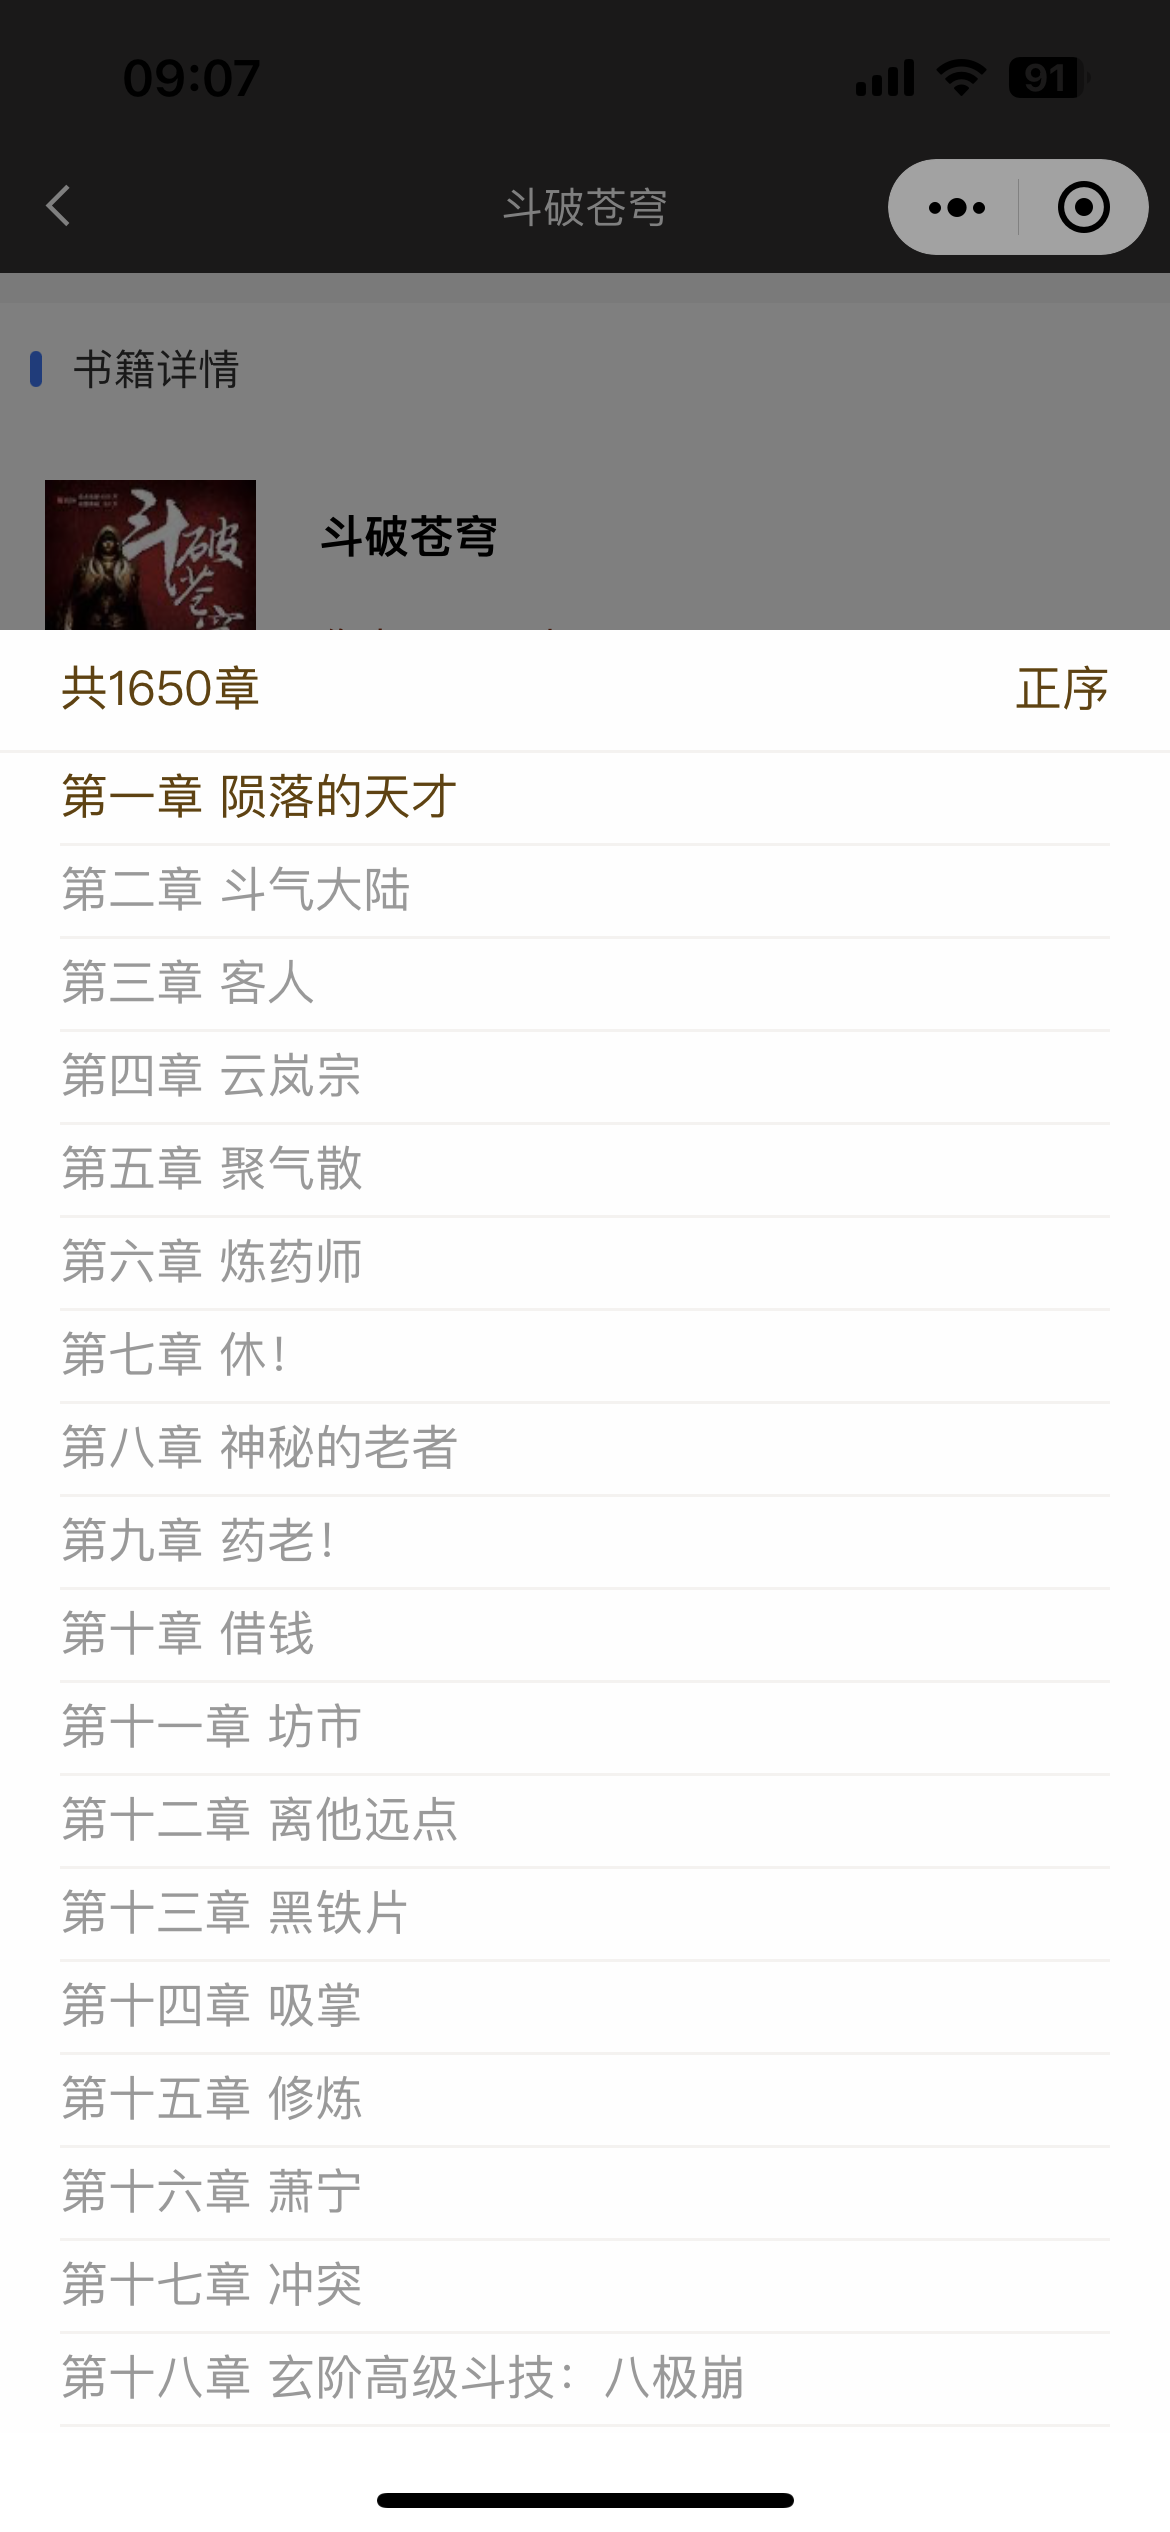 09:07
91
斗破苍穹
书籍详情
斗破苍穹
斗破苍穹
共1650章
正序
第一章 陨落的天才
第二章 斗气大陆
第三章 客人
第四章 云岚宗
第五章 聚气散
第六章 炼药师
第七章 休！
第八章 神秘的老者
第九章 药老！
第十章 借钱
第十一章 坊市
第十二章 离他远点
第十三章 黑铁片
第十四章 吸掌
第十五章 修炼
第十六章 萧宁
第十七章 冲突
第十八章 玄阶高级斗技：八极崩